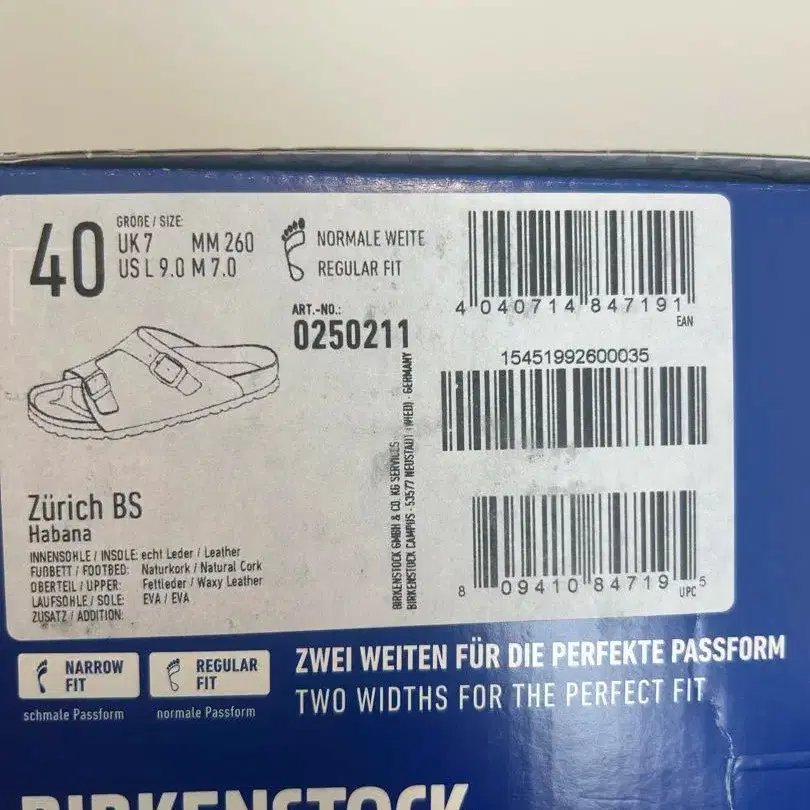 40
GRÖßE / SIZE:
UK 7 MM 260
US L 9.0 M 7.0
NORMALE WEITE
REGULAR FIT
ART.-NO.:
0250211
4 040714 847191
EAN
15451992600035
8 09410 84719 5
UPC
BIRKENSTOCK GMBH & CO. KG SERVICES
BIRKENSTOCK CAMPUS · 53577 NEUSTADT (WIED) · GERMANY
Zürich BS
Habana
INNENSOHLE / INSOLE: echt Leder / Leather
FUßBETT / FOOTBED: Naturkork / Natural Cork
OBERTEIL / UPPER: Fettleder / Waxy Leather
LAUFSOHLE / SOLE: EVA / EVA
ZUSATZ / ADDITION:
NARROW FIT
schmale Passform
REGULAR FIT
normale Passform
ZWEI WEITEN FÜR DIE PERFEKTE PASSFORM
TWO WIDTHS FOR THE PERFECT FIT
BIRKENSTOCK